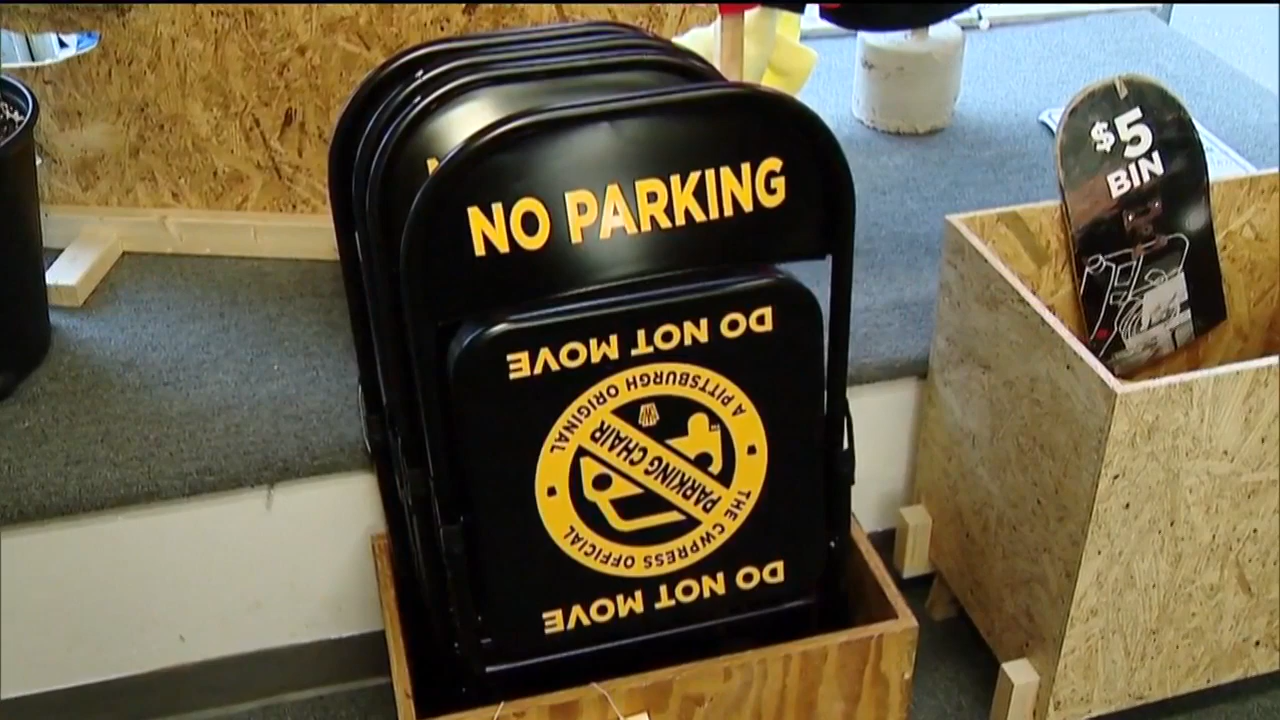 NO PARKING
DO NOT MOVE
A PITTSBURGH ORIGINAL
PARKING CHAIR
THE CWPRESS OFFICIAL
DO NOT MOVE
$5
BIN